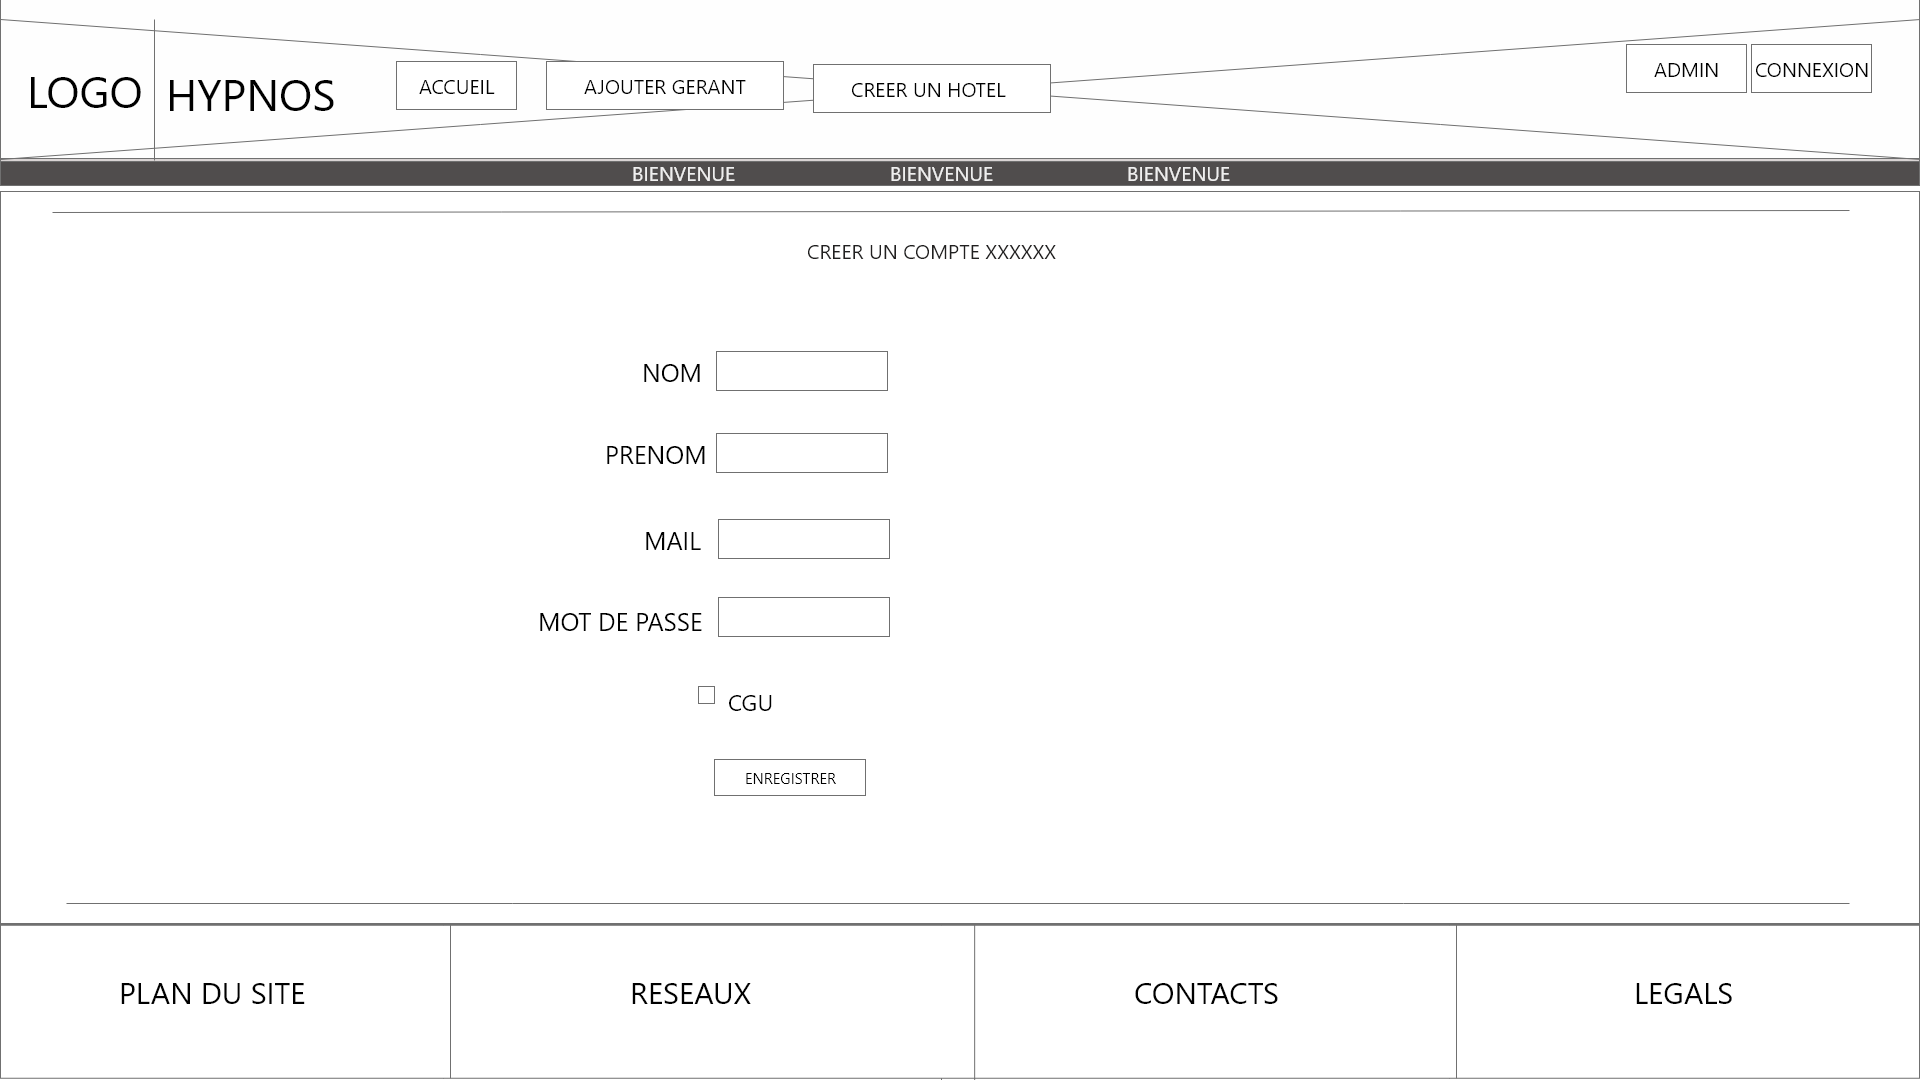 LOGO
HYPNOS
ACCUEIL
AJOUTER GERANT
CREER UN HOTEL
ADMIN
CONNEXION
BIENVENUE BIENVENUE BIENVENUE
CREER UN COMPTE XXXXXX
NOM
PRENOM
MAIL
MOT DE PASSE
CGU
ENREGISTRER
PLAN DU SITE
RESEAUX
CONTACTS
LEGALS